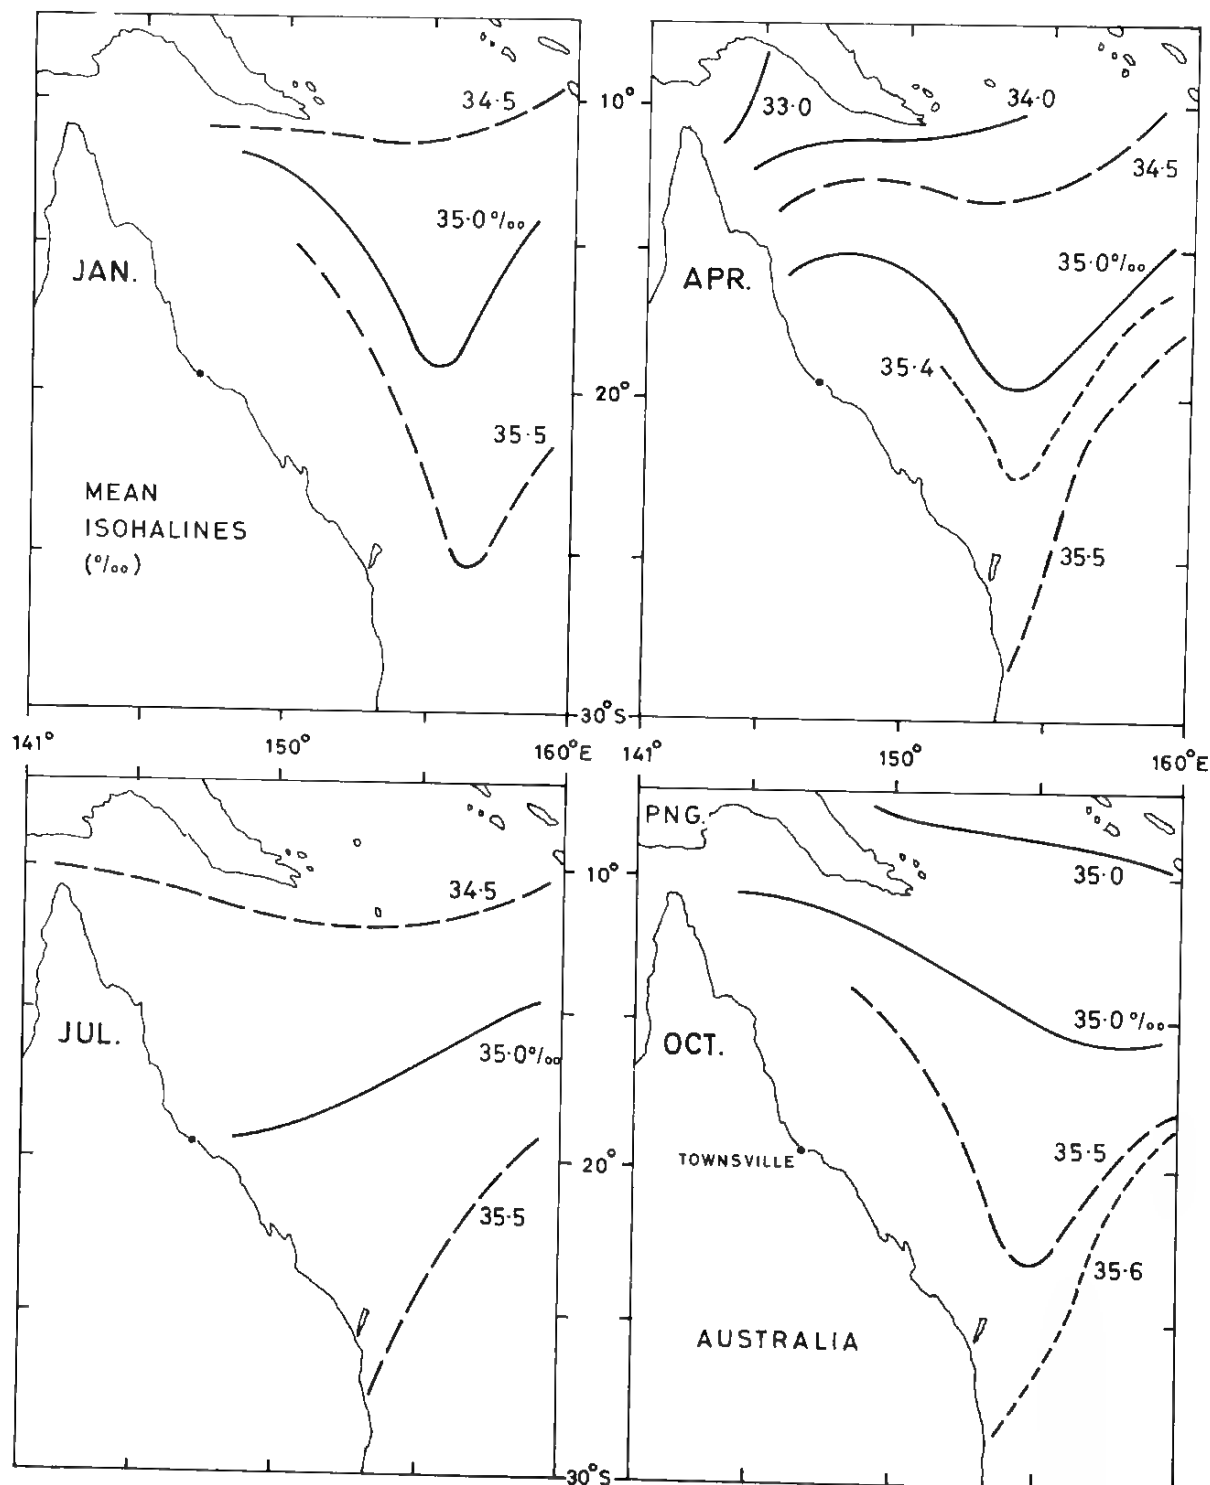 34·5
10°
33·0
34·0
34·5
35·0‰
35·0‰
JAN.
APR.
35·4
20°
35·5
MEAN
ISOHALINES
(‰)
35·5
30°S
141°
150°
160°E
141°
150°
160°E
PNG.
34·5
10°
35·0
35·0‰
JUL.
35·0‰
OCT.
TOWNSVILLE
20°
35·5
35·5
35·6
AUSTRALIA
30°S